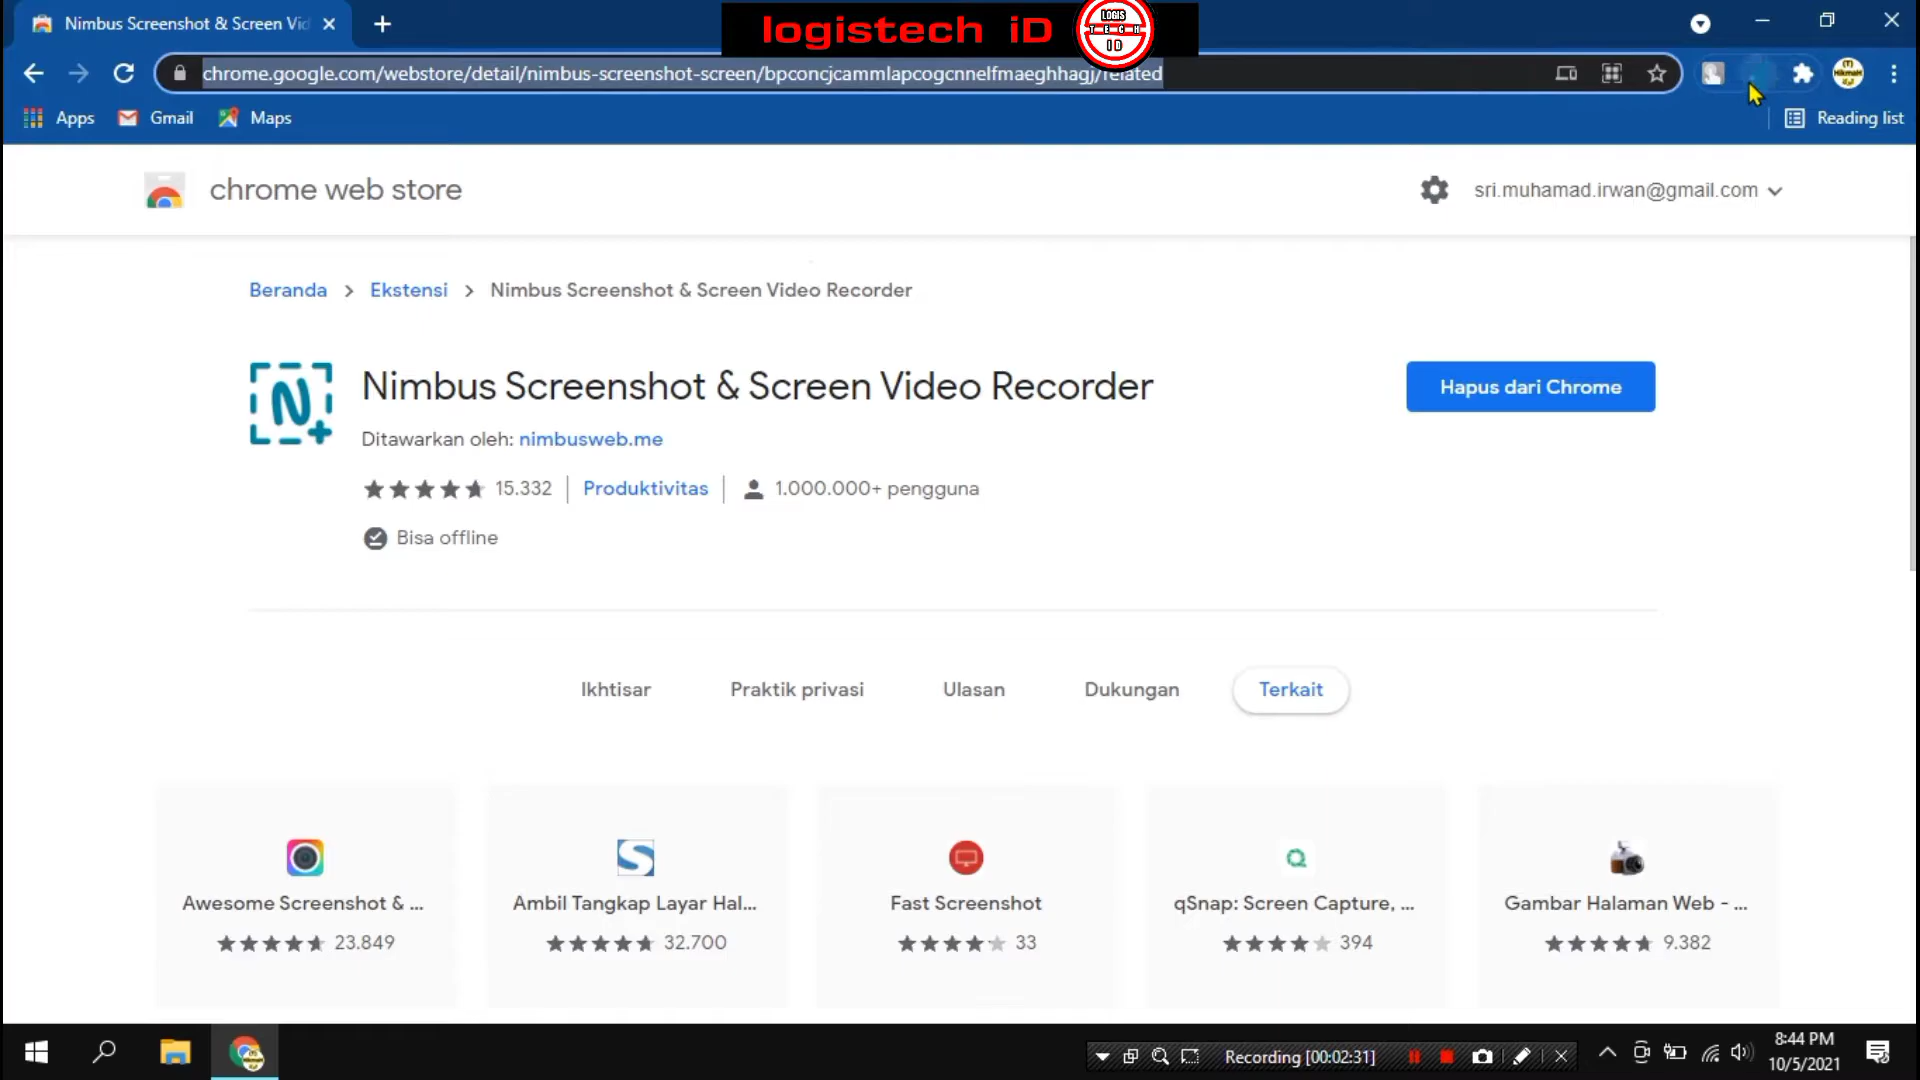 Nimbus Screenshot & Screen Vid
logistech iD
LOGIS
TECH
ID
chrome.google.com/webstore/detail/nimbus-screenshot-screen/bpconcjcammlapcogcnnelfmaeghhagj/related
Apps
Gmail
Maps
Reading list
chrome web store
sri.muhamad.irwan@gmail.com
Beranda > Ekstensi > Nimbus Screenshot & Screen Video Recorder
Nimbus Screenshot & Screen Video Recorder
Hapus dari Chrome
Ditawarkan oleh: nimbusweb.me
15.332 | Produktivitas | 1.000.000+ pengguna
Bisa offline
Ikhtisar
Praktik privasi
Ulasan
Dukungan
Terkait
Awesome Screenshot & ...
23.849
Ambil Tangkap Layar Hal...
32.700
Fast Screenshot
33
qSnap: Screen Capture, ...
394
Gambar Halaman Web - ...
9.382
Recording [00:02:31]
8:44 PM
10/5/2021